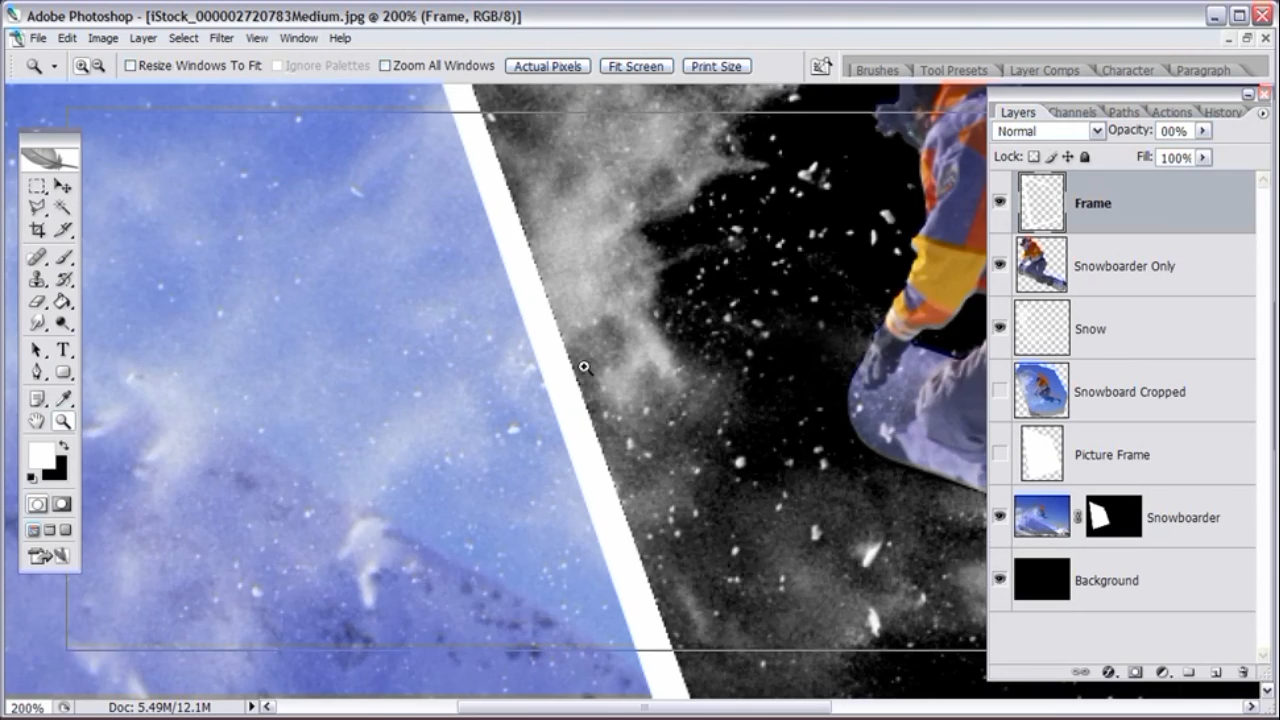 Adobe Photoshop - [iStock_000002720783Medium.jpg @ 200% (Frame, RGB/8)]
File Edit Image Layer Select Filter View Window Help
Resize Windows To Fit Ignore Palettes Zoom All Windows Actual Pixels Fit Screen Print Size Brushes Tool Presets Layer Comps Character Paragraph
Layers Channels Paths Actions History
Normal Opacity: 00%
Lock: Fill: 100%
Frame
Snowboarder Only
Snow
Snowboard Cropped
Picture Frame
Snowboarder
Background
T
200% Doc: 5.49M/12.1M